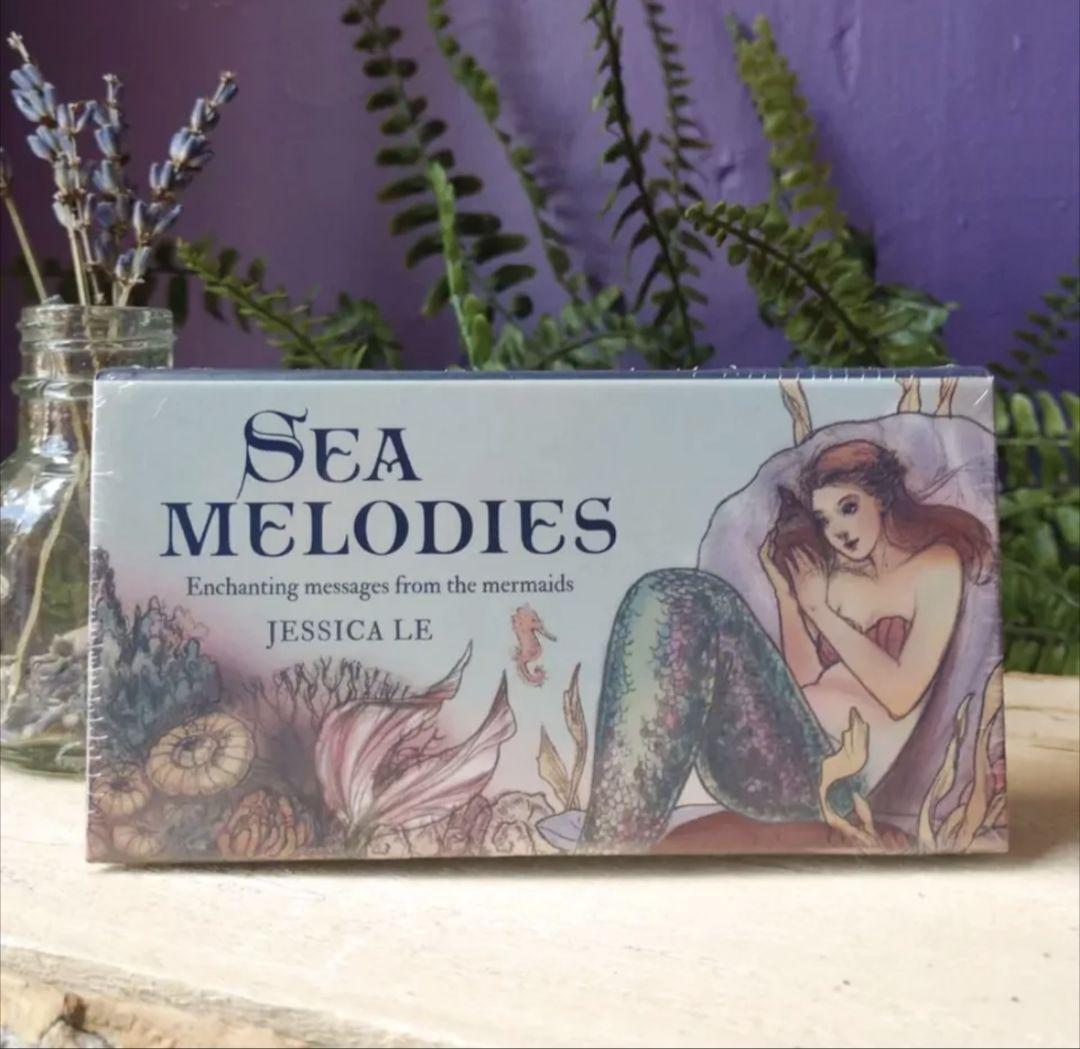 SEA
MELODIES
Enchanting messages from the mermaids
JESSICA LE